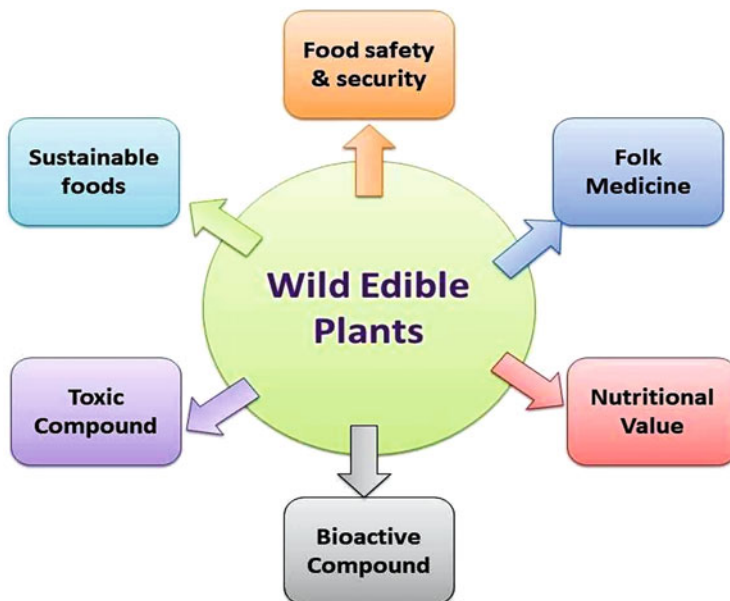 Food safety
& security
Sustainable
foods
Folk
Medicine
Wild Edible
Plants
Toxic
Compound
Nutritional
Value
Bioactive
Compound